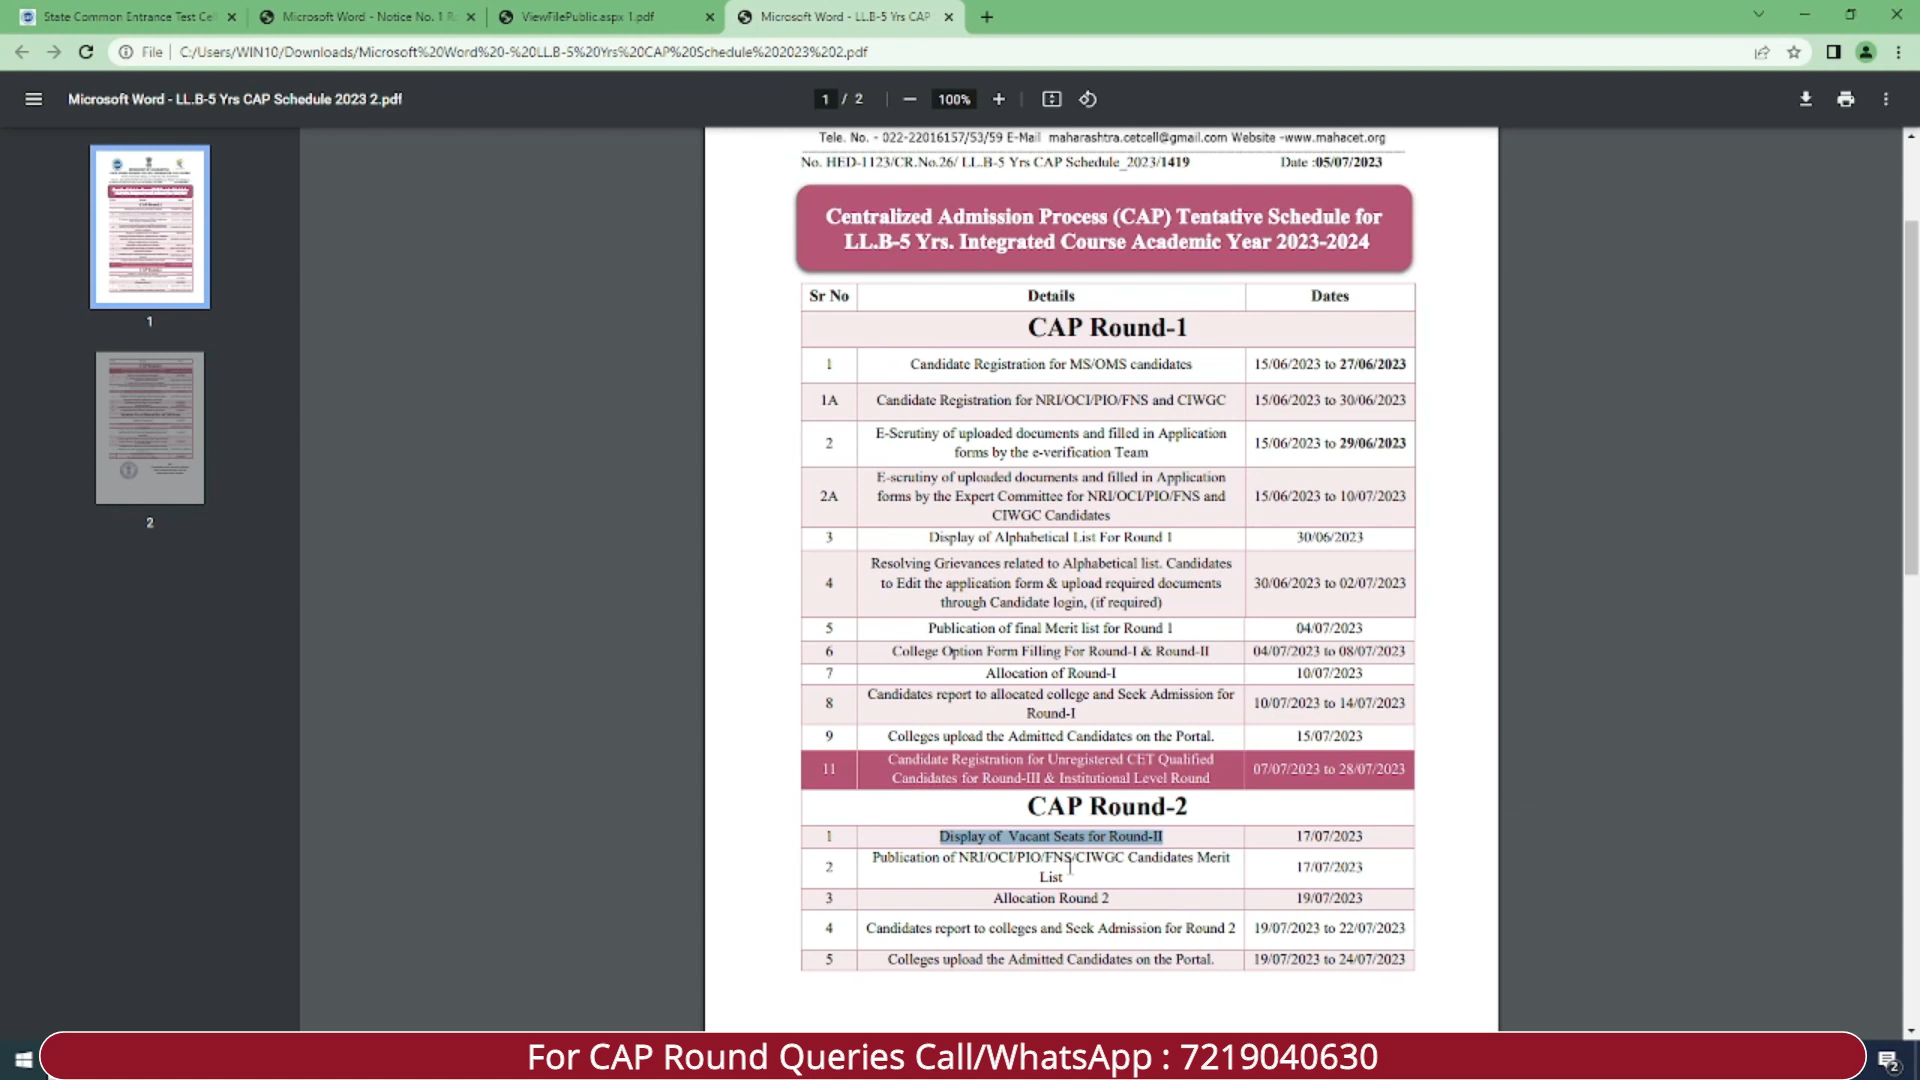 State Common Entrance Test Cel
Microsoft Word - Notice No. 1 R
ViewFilePublic.aspx 1.pdf
Microsoft Word - LL.B-5 Yrs CAP
File C:/Users/WIN10/Downloads/Microsoft%20Word%20-%20LL.B-5%20Yrs%20CAP%20Schedule%202023%202.pdf
Microsoft Word - LL.B-5 Yrs CAP Schedule 2023 2.pdf
1 / 2
100%
1
2
Tele. No. - 022-22016157/53/59 E-Mail maharashtra.cetcell@gmail.com Website -www.mahacet.org
No. HED-1123/CR.No.26/ LL.B-5 Yrs CAP Schedule_2023/1419 Date :05/07/2023
Centralized Admission Process (CAP) Tentative Schedule for
LL.B-5 Yrs. Integrated Course Academic Year 2023-2024
Sr No Details Dates
CAP Round-1
1 Candidate Registration for MS/OMS candidates 15/06/2023 to 27/06/2023
1A Candidate Registration for NRI/OCI/PIO/FNS and CIWGC 15/06/2023 to 30/06/2023
2 E-Scrutiny of uploaded documents and filled in Application
forms by the e-verification Team 15/06/2023 to 29/06/2023
2A E-scrutiny of uploaded documents and filled in Application
forms by the Expert Committee for NRI/OCI/PIO/FNS and 15/06/2023 to 10/07/2023
CIWGC Candidates
3 Display of Alphabetical List For Round 1 30/06/2023
Resolving Grievances related to Alphabetical list. Candidates
4 to Edit the application form & upload required documents 30/06/2023 to 02/07/2023
through Candidate login, (if required)
5 Publication of final Merit list for Round 1 04/07/2023
6 College Option Form Filling For Round-I & Round-II 04/07/2023 to 08/07/2023
7 Allocation of Round-I 10/07/2023
8 Candidates report to allocated college and Seek Admission for
Round-I 10/07/2023 to 14/07/2023
9 Colleges upload the Admitted Candidates on the Portal. 15/07/2023
11 Candidate Registration for Unregistered CET Qualified
Candidates for Round-III & Institutional Level Round 07/07/2023 to 28/07/2023
CAP Round-2
1 Display of Vacant Seats for Round-II 17/07/2023
2 Publication of NRI/OCI/PIO/FNS/CIWGC Candidates Merit
List 17/07/2023
3 Allocation Round 2 19/07/2023
4 Candidates report to colleges and Seek Admission for Round 2 19/07/2023 to 22/07/2023
5 Colleges upload the Admitted Candidates on the Portal. 19/07/2023 to 24/07/2023
For CAP Round Queries Call/WhatsApp : 7219040630
2